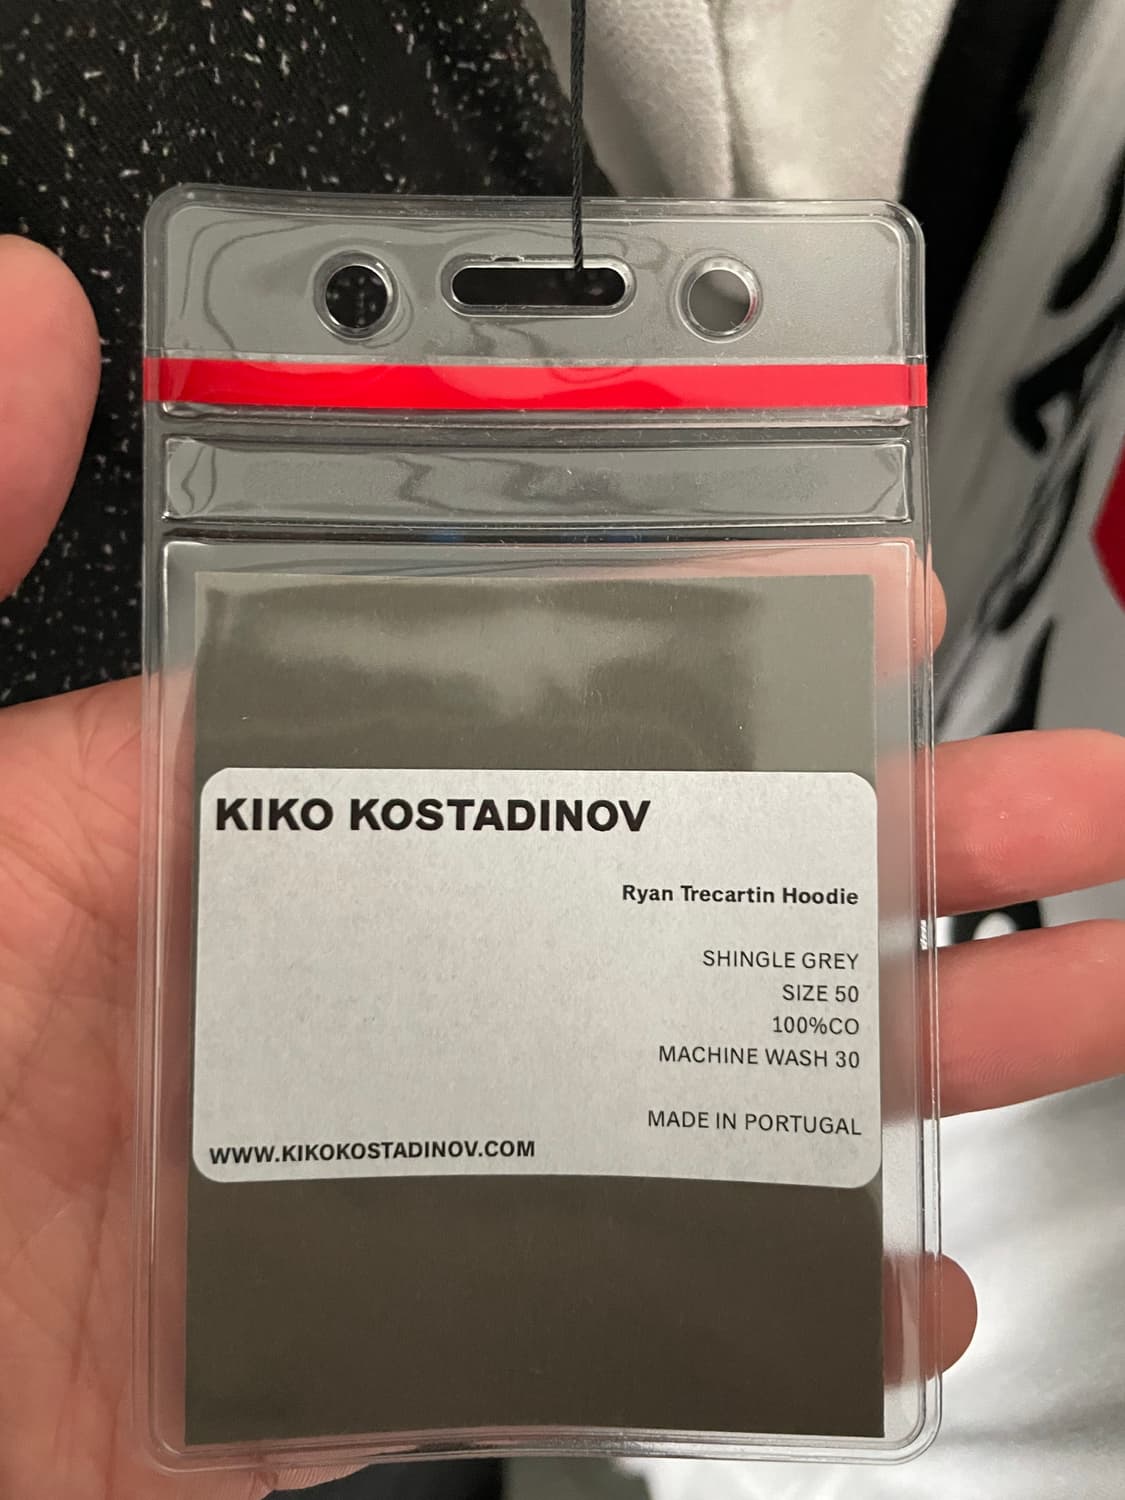 KIKO KOSTADINOV
Ryan Trecartin Hoodie
SHINGLE GREY
SIZE 50
100%CO
MACHINE WASH 30
MADE IN PORTUGAL
WWW.KIKOKOSTADINOV.COM